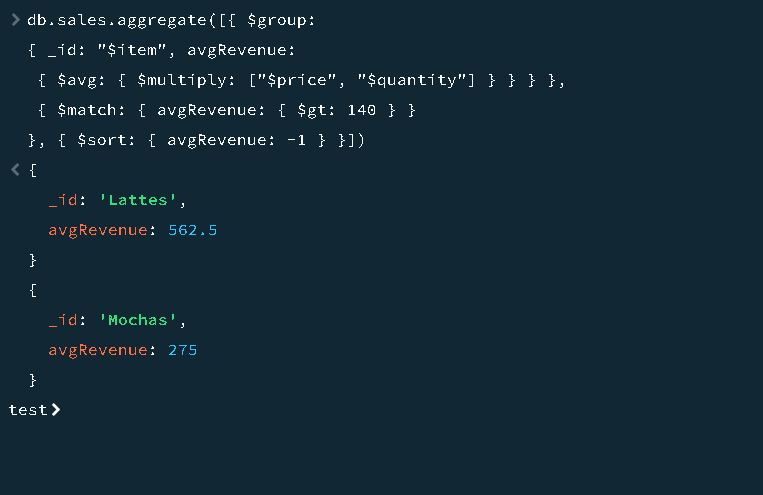 > db.sales.aggregate([{ $group:
{ _id: "$item", avgRevenue:
{ $avg: { $multiply: ["$price", "$quantity"] } } } },
{ $match: { avgRevenue: { $gt: 140 } }
}, { $sort: { avgRevenue: -1 } }])
< {
_id: 'Lattes',
avgRevenue: 562.5
}
{
_id: 'Mochas',
avgRevenue: 275
}
test>